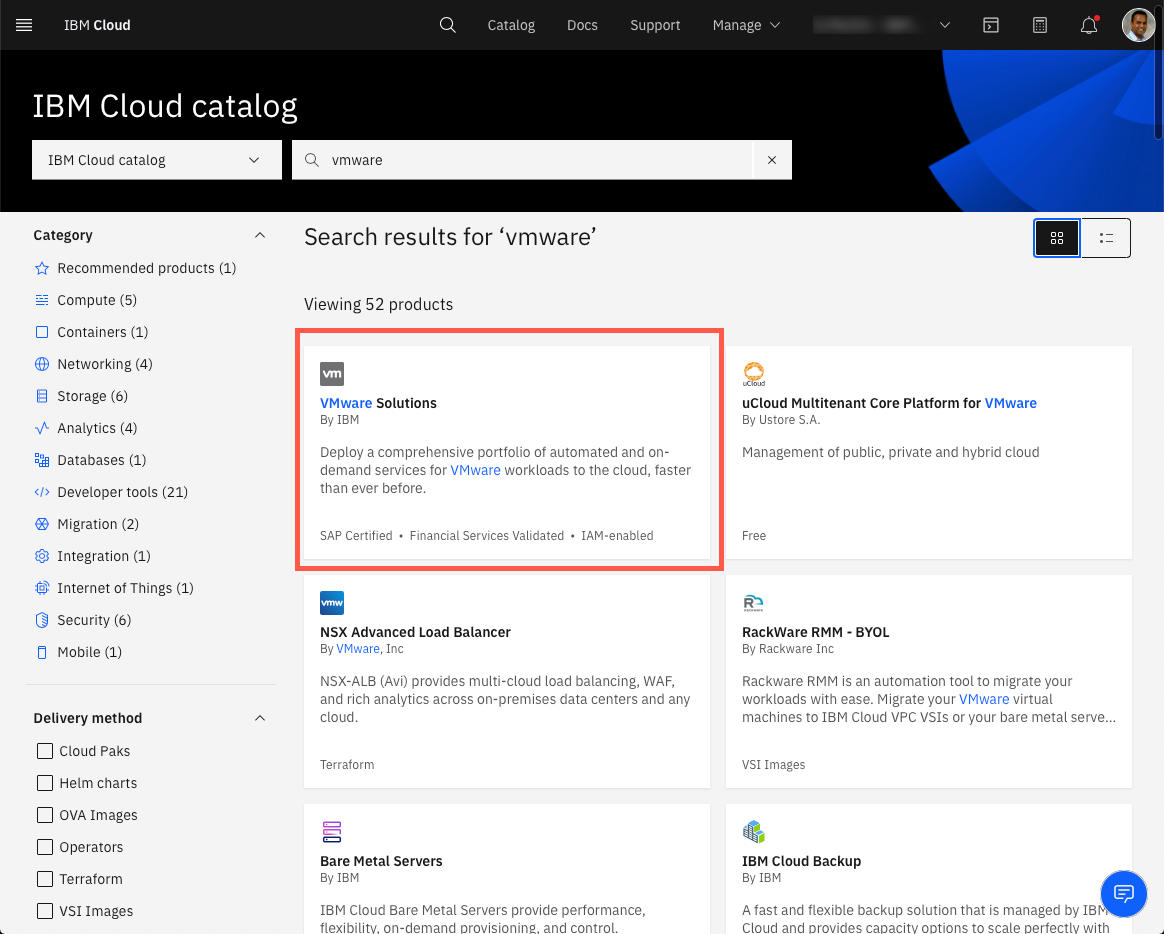 IBM Cloud
Catalog
Docs
Support
Manage
IBM Cloud catalog
IBM Cloud catalog
vmware
Category
Recommended products (1)
Compute (5)
Containers (1)
Networking (4)
Storage (6)
Analytics (4)
Databases (1)
Developer tools (21)
Migration (2)
Integration (1)
Internet of Things (1)
Security (6)
Mobile (1)
Delivery method
Cloud Paks
Helm charts
OVA Images
Operators
Terraform
VSI Images
Search results for ‘vmware’
Viewing 52 products
vm
VMware Solutions
By IBM
Deploy a comprehensive portfolio of automated and on-
demand services for VMware workloads to the cloud, faster
than ever before.
SAP Certified • Financial Services Validated • IAM-enabled
uCloud
uCloud Multitenant Core Platform for VMware
By Ustore S.A.
Management of public, private and hybrid cloud
Free
vmw
NSX Advanced Load Balancer
By VMware, Inc
NSX-ALB (Avi) provides multi-cloud load balancing, WAF,
and rich analytics across on-premises data centers and any
cloud.
Terraform
RACKWARE
RackWare RMM - BYOL
By Rackware Inc
Rackware RMM is an automation tool to migrate your
workloads with ease. Migrate your VMware virtual
machines to IBM Cloud VPC VSIs or your bare metal serve...
VSI Images
Bare Metal Servers
By IBM
IBM Cloud Bare Metal Servers provide performance,
flexibility, on-demand provisioning, and control.
IBM Cloud Backup
By IBM
A fast and flexible backup solution that is managed by IBM
Cloud and provides capacity options to scale perfectly with